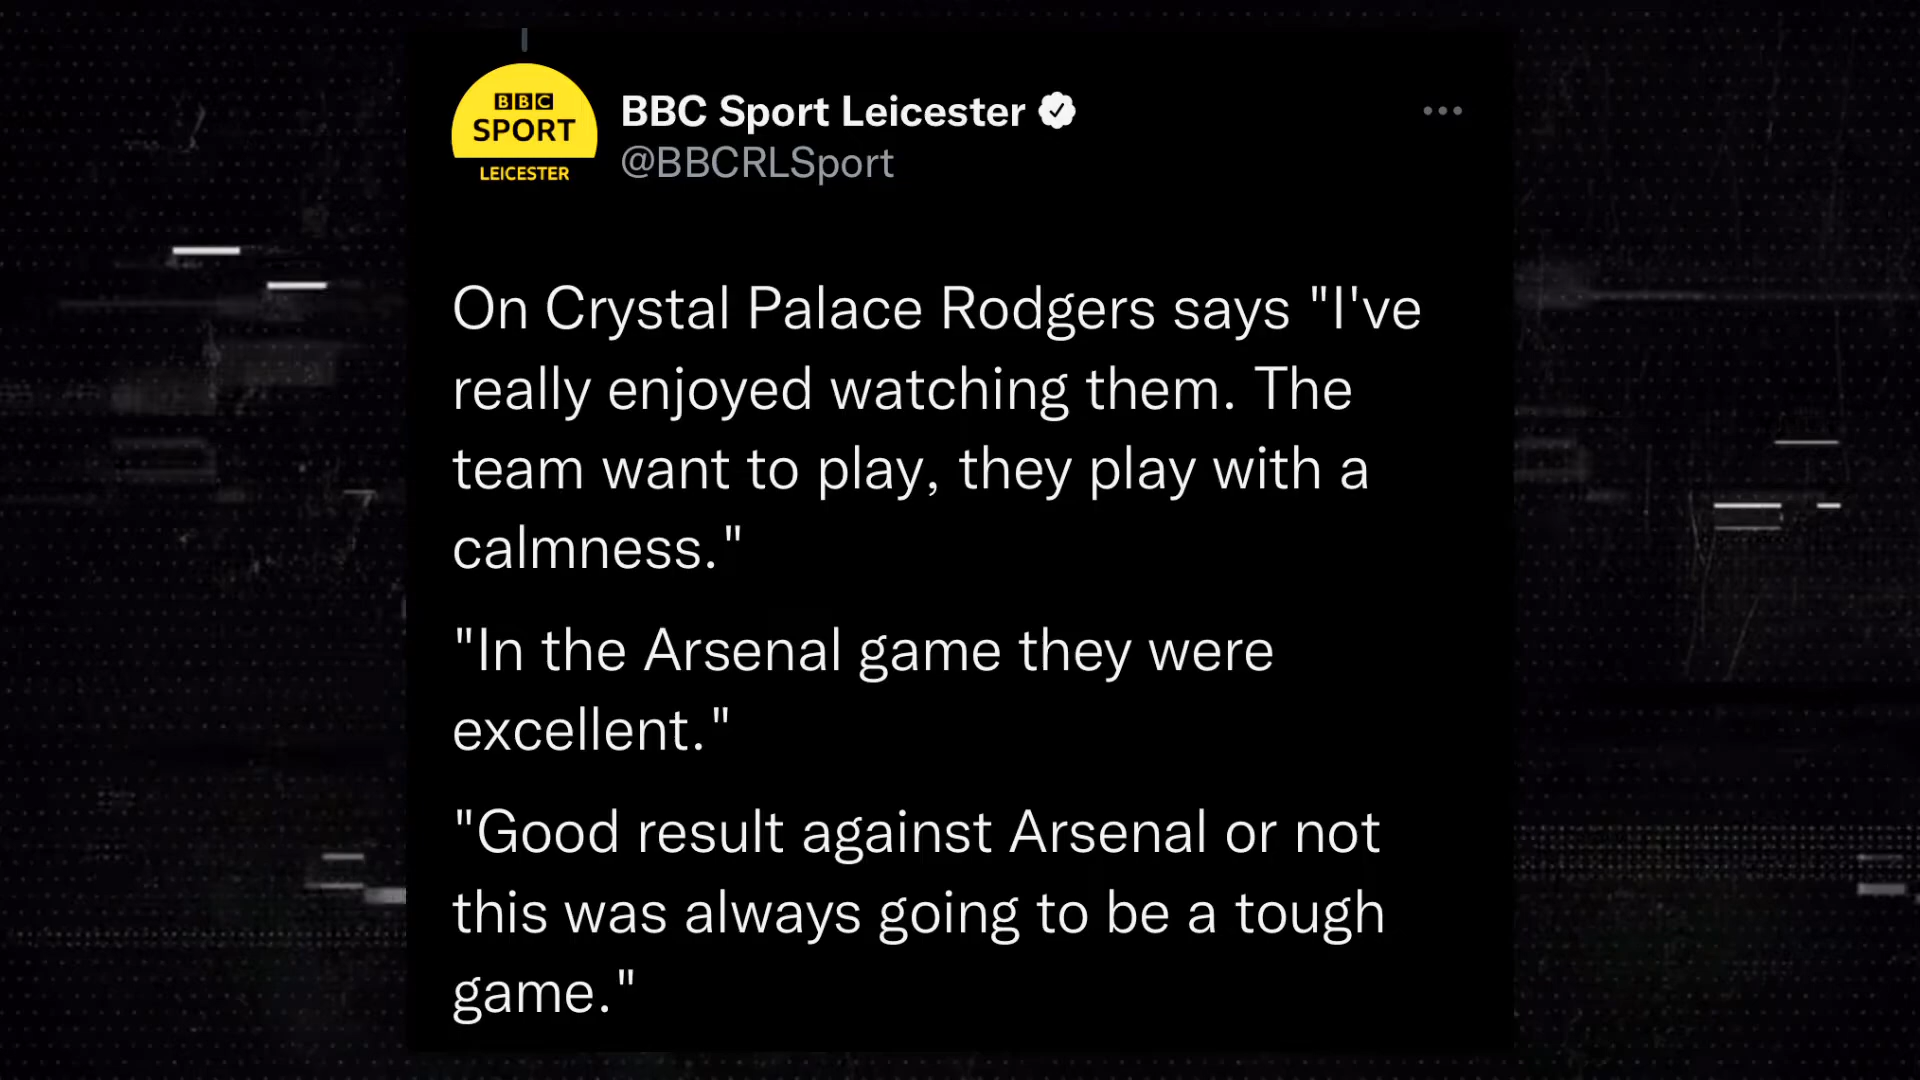 BBC
SPORT
LEICESTER
BBC Sport Leicester
@BBCRLSport
On Crystal Palace Rodgers says "I've
really enjoyed watching them. The
team want to play, they play with a
calmness."
"In the Arsenal game they were
excellent."
"Good result against Arsenal or not
this was always going to be a tough
game."